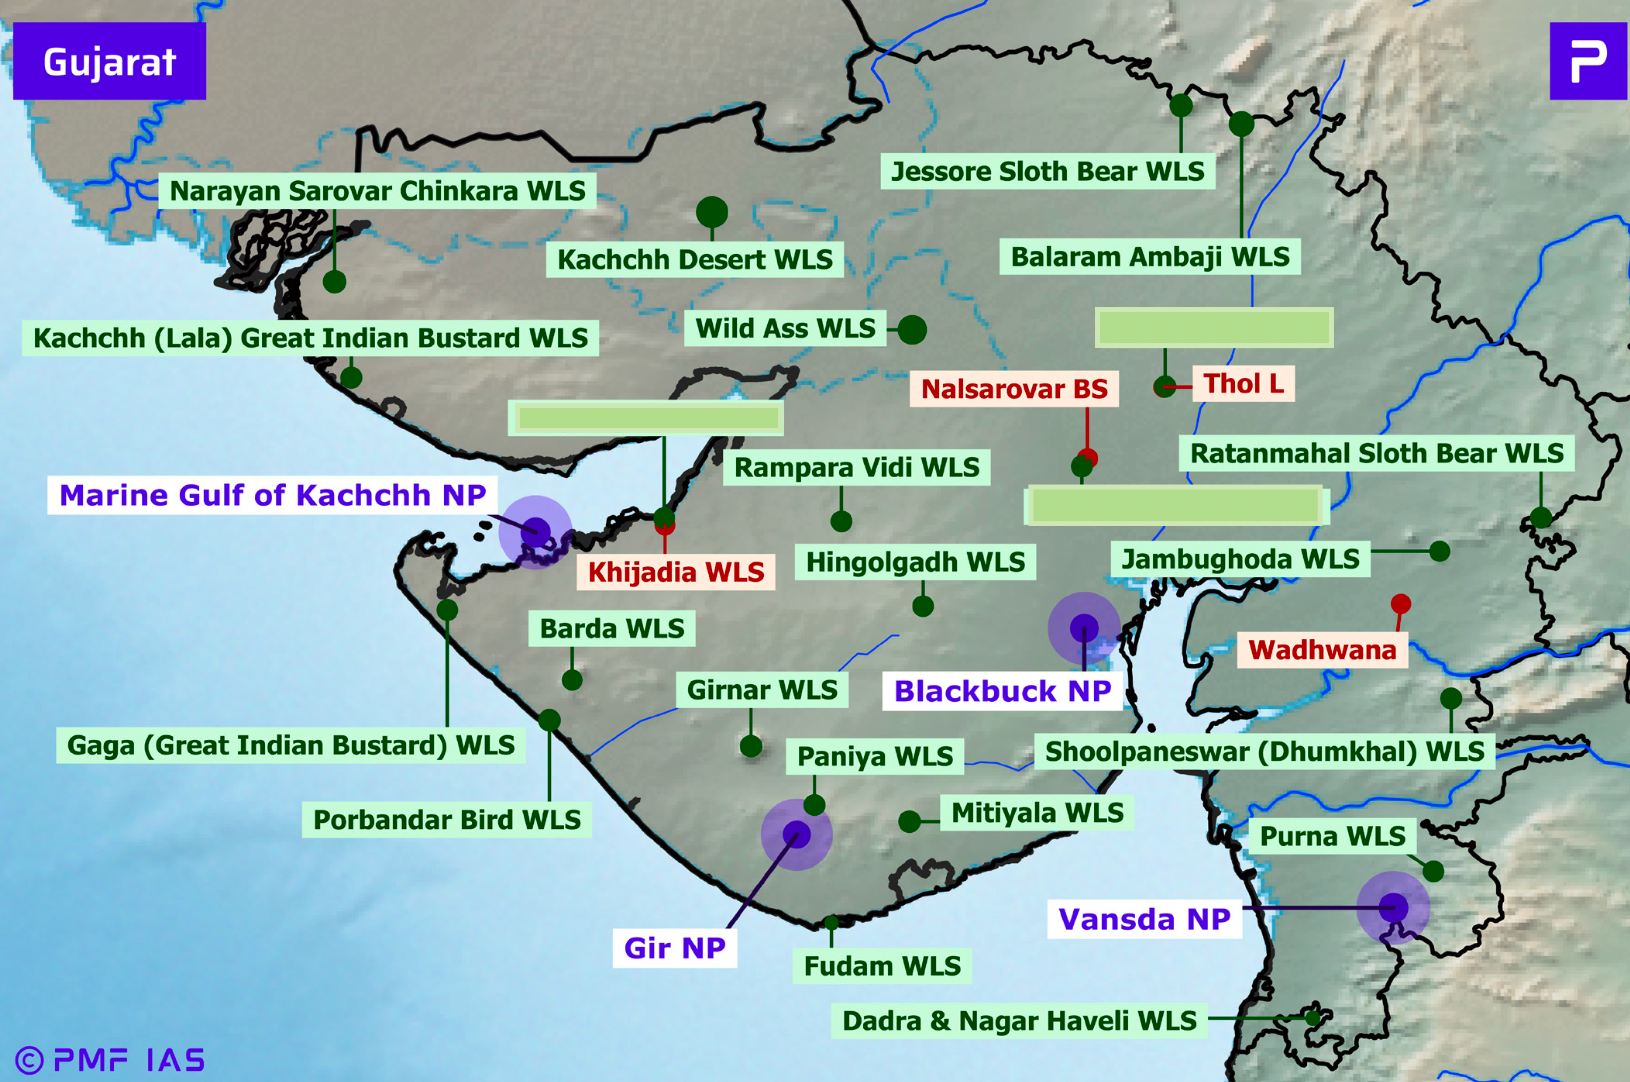 Gujarat
P
Jessore Sloth Bear WLS
Narayan Sarovar Chinkara WLS
Kachchh Desert WLS
Balaram Ambaji WLS
Kachchh (Lala) Great Indian Bustard WLS
Wild Ass WLS
Nalsarovar BS
Thol L
Ratanmahal Sloth Bear WLS
Rampara Vidi WLS
Marine Gulf of Kachchh NP
Khijadia WLS
Hingolgadh WLS
Jambughoda WLS
Barda WLS
Wadhwana
Girnar WLS
Blackbuck NP
Gaga (Great Indian Bustard) WLS
Paniya WLS
Shoolpaneswar (Dhumkhal) WLS
Porbandar Bird WLS
Mitiyala WLS
Purna WLS
Vansda NP
Gir NP
Fudam WLS
Dadra & Nagar Haveli WLS
© PMF IAS